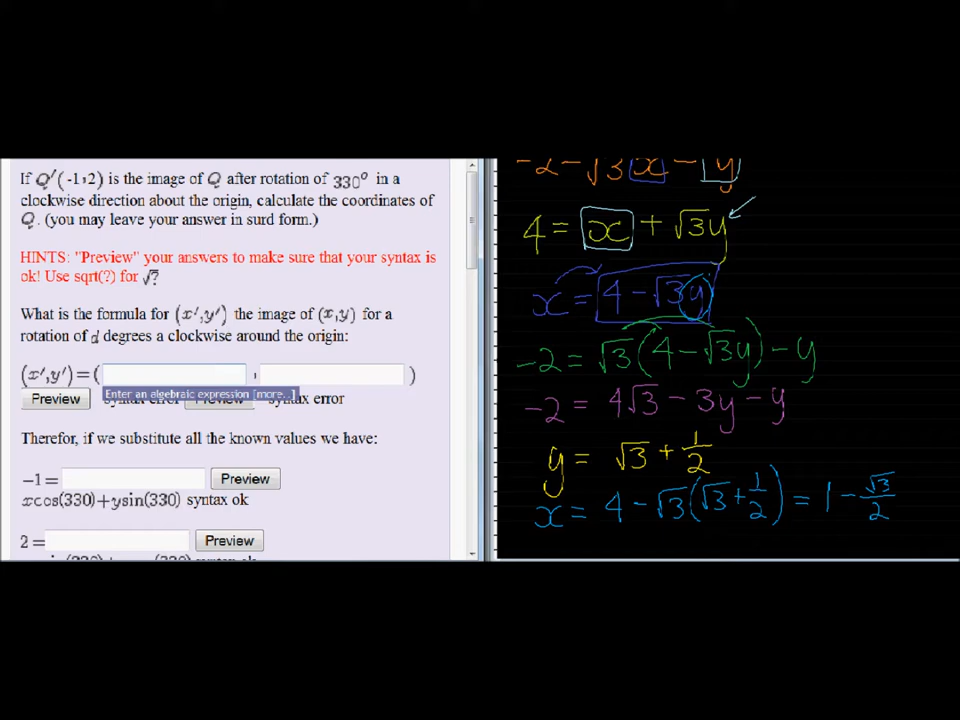 If Q′(-1,2) is the image of Q after rotation of 330° in a
clockwise direction about the origin, calculate the coordinates of
Q. (you may leave your answer in surd form.)
HINTS: "Preview" your answers to make sure that your syntax is
ok! Use sqrt(?) for √?
What is the formula for (x′,y′) the image of (x,y) for a
rotation of d degrees a clockwise around the origin:
(x′,y′)=( , )
Enter an algebraic expression [more...]
Preview syntax error syntax error
Therefor, if we substitute all the known values we have:
-1= Preview
xcos(330)+ysin(330) syntax ok
2= Preview
-2 - √3x - y
4 = x + √3y
x = 4 - √3y
-2 = √3(4 - √3y) - y
-2 = 4√3 - 3y - y
y = √3 + 1/2
x = 4 - √3(√3 + 1/2) = 1 - √3/2